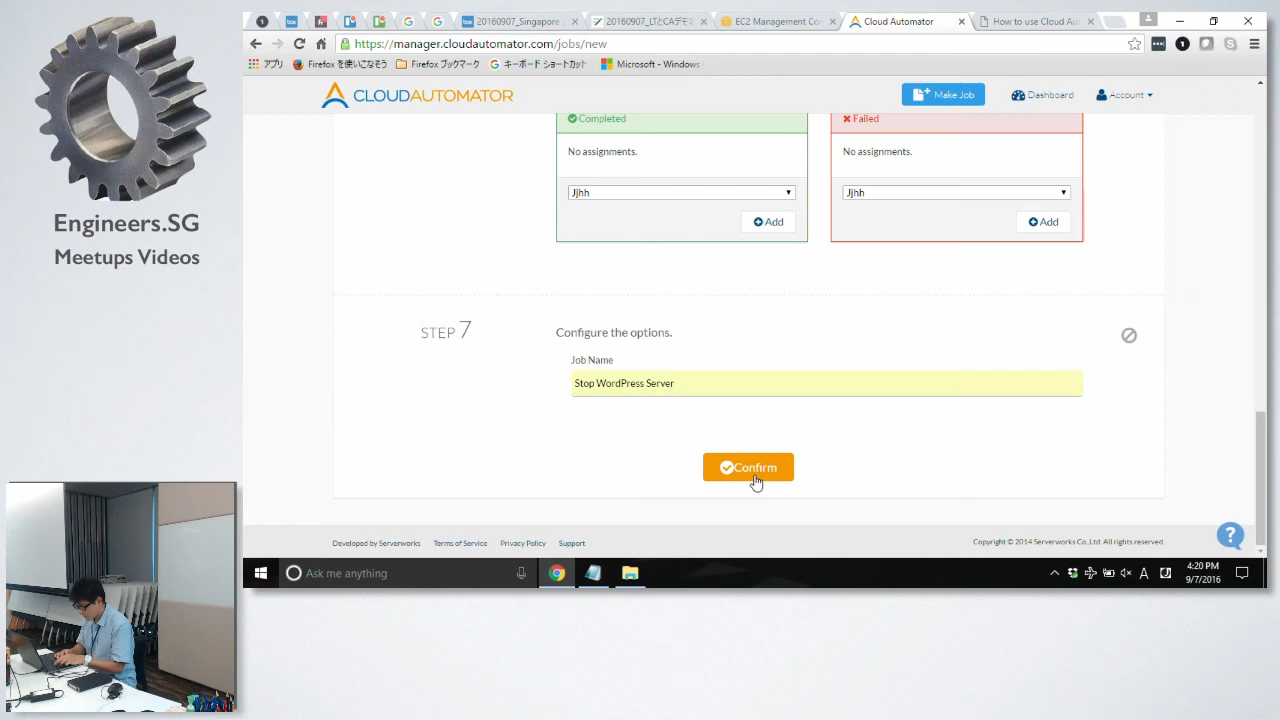 Engineers.SG
Meetups Videos
20160907_Singapore
20160907_LTとCAデモ
EC2 Management Con
Cloud Automator
How to use Cloud Aut
https://manager.cloudautomator.com/jobs/new
アプリ
Firefox を使いこなそう
Firefox ブックマーク
キーボード ショートカット
Microsoft - Windows
CLOUDAUTOMATOR
Make Job
Dashboard
Account
Completed
Failed
No assignments.
No assignments.
Jjhh
Jjhh
Add
Add
STEP 7
Configure the options.
Job Name
Stop WordPress Server
Confirm
Developed by Serverworks
Terms of Service
Privacy Policy
Support
Copyright © 2014 Serverworks Co.,Ltd. All rights reserved.
?
Ask me anything
A
4:20 PM
9/7/2016